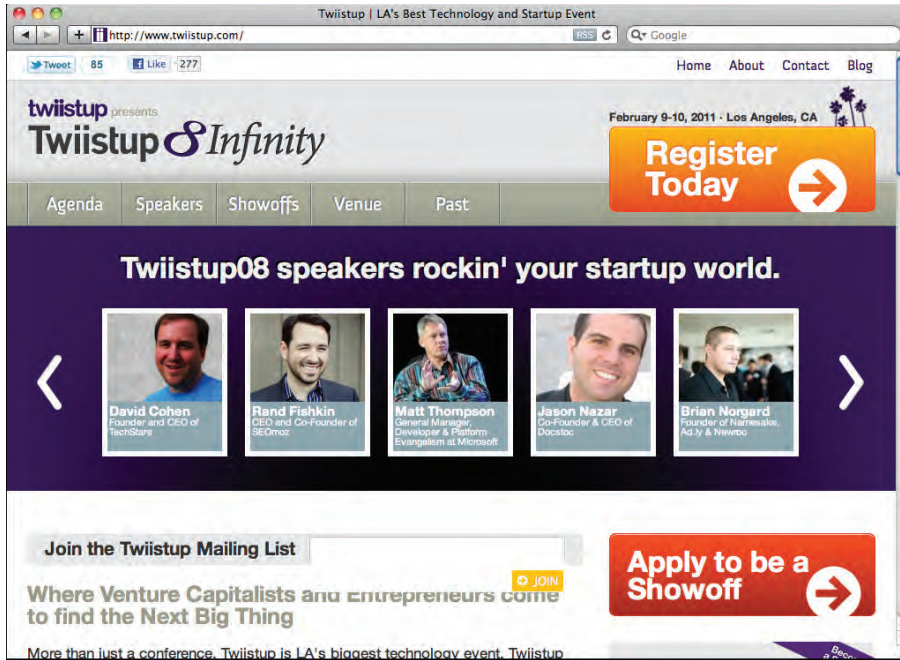 Twiistup | LA's Best Technology and Startup Event
http://www.twiistup.com/
RSS
Google
Tweet 85 Like 277
Home About Contact Blog
twiistup presents
Twiistup 8 Infinity
February 9-10, 2011 · Los Angeles, CA
Register
Today
Agenda Speakers Showoffs Venue Past
Twiistup08 speakers rockin' your startup world.
David Cohen
Founder and CEO of
TechStars
Rand Fishkin
CEO and Co-Founder of
SEOmoz
Matt Thompson
General Manager,
Developer & Platform
Evangelism at Microsoft
Jason Nazar
Co-Founder & CEO of
Docstoc
Brian Norgard
Founder of Namesake,
Ad.ly & Newroo
Join the Twiistup Mailing List
JOIN
Apply to be a
Showoff
Where Venture Capitalists and Entrepreneurs come
to find the Next Big Thing
More than just a conference, Twiistup is LA's biggest technology event. Twiistup